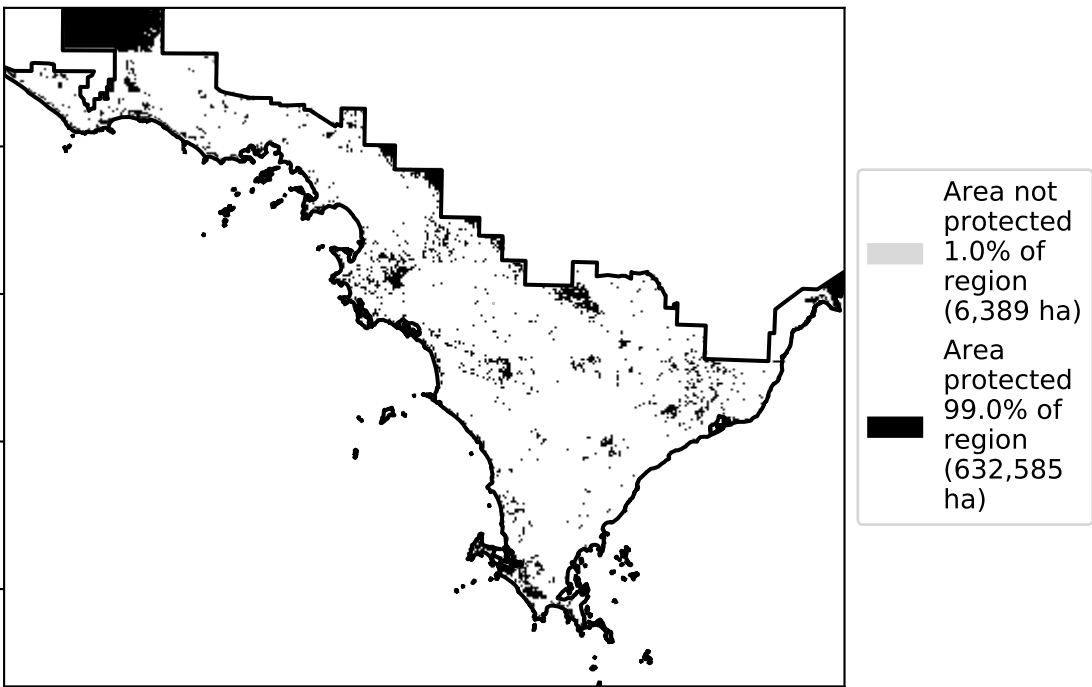 Area not
protected
1.0% of
region
(6,389 ha)
Area
protected
99.0% of
region
(632,585
ha)